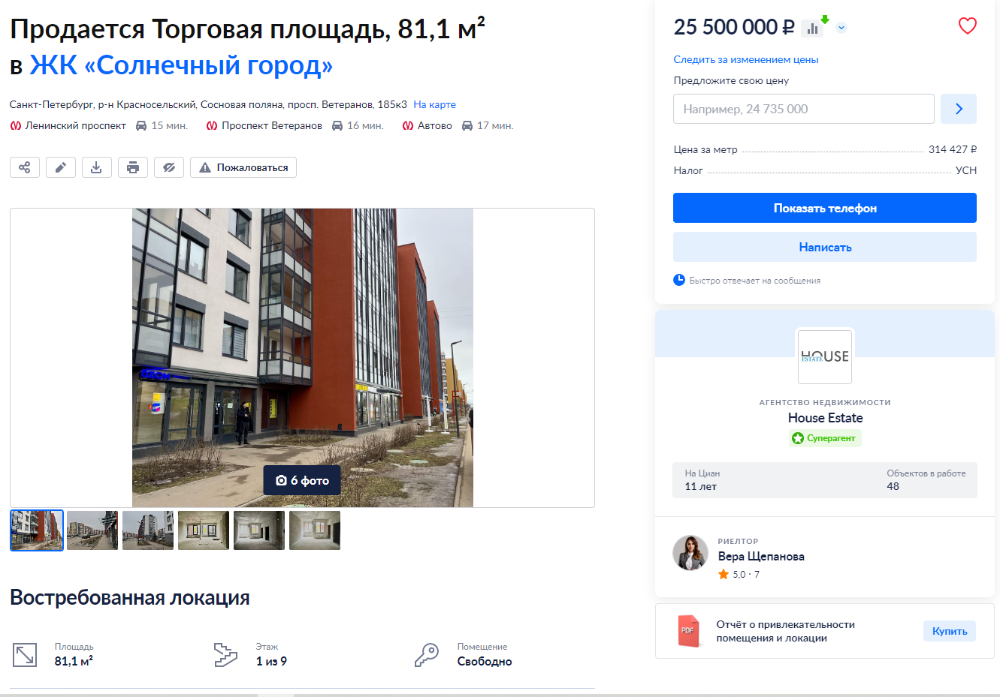 Продается Торговая площадь, 81,1 м²
в ЖК «Солнечный город»
Санкт-Петербург, р-н Красносельский, Сосновая поляна, просп. Ветеранов, 185к3 На карте
Ленинский проспект 15 мин. Проспект Ветеранов 16 мин. Автово 17 мин.
Пожаловаться
OZON
6 фото
Востребованная локация
Площадь
81,1 м²
Этаж
1 из 9
Помещение
Свободно
25 500 000 ₽
Следить за изменением цены
Предложите свою цену
Например, 24 735 000
Цена за метр 314 427 ₽
Налог УСН
Показать телефон
Написать
Быстро отвечает на сообщения
HOUSE
ESTATE
АГЕНТСТВО НЕДВИЖИМОСТИ
House Estate
Суперагент
На Циан
11 лет
Объектов в работе
48
РИЕЛТОР
Вера Щепанова
5,0 · 7
PDF
Отчёт о привлекательности
помещения и локации
Купить